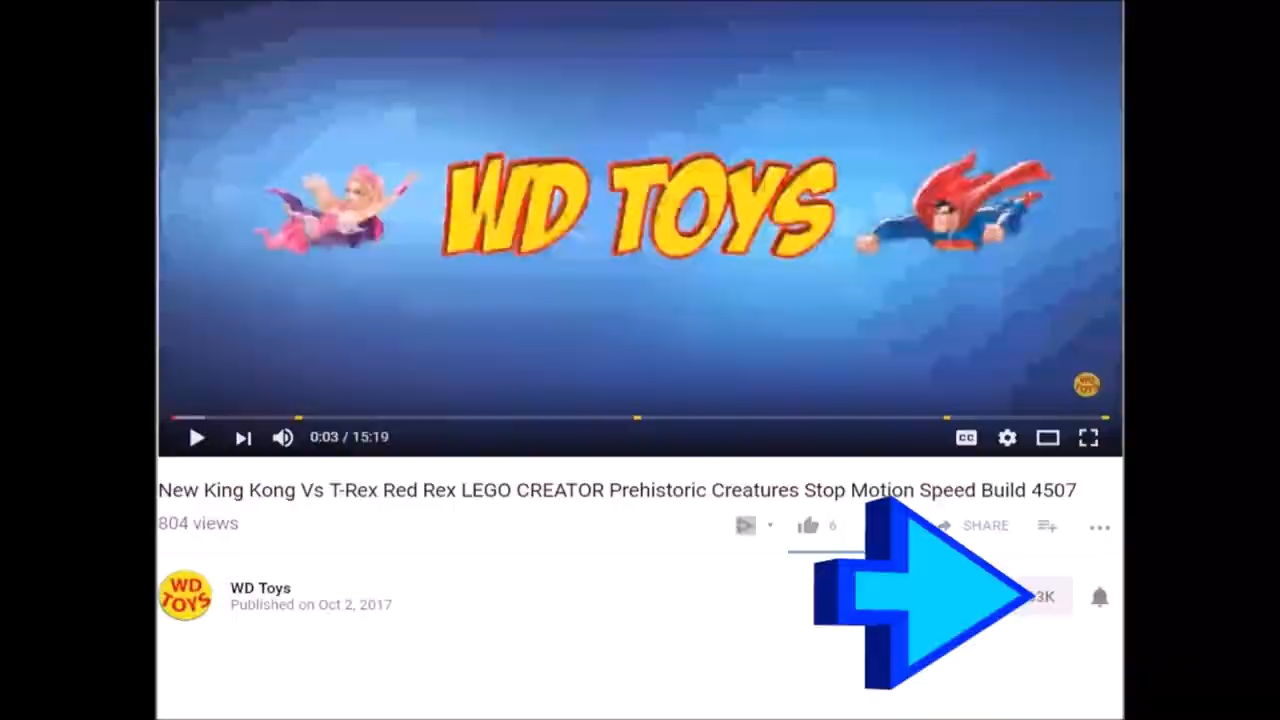 WD TOYS
WD
TOYS
0:03 / 15:19
CC
New King Kong Vs T-Rex Red Rex LEGO CREATOR Prehistoric Creatures Stop Motion Speed Build 4507
804 views
6
SHARE
WD
TOYS
WD Toys
Published on Oct 2, 2017
3K